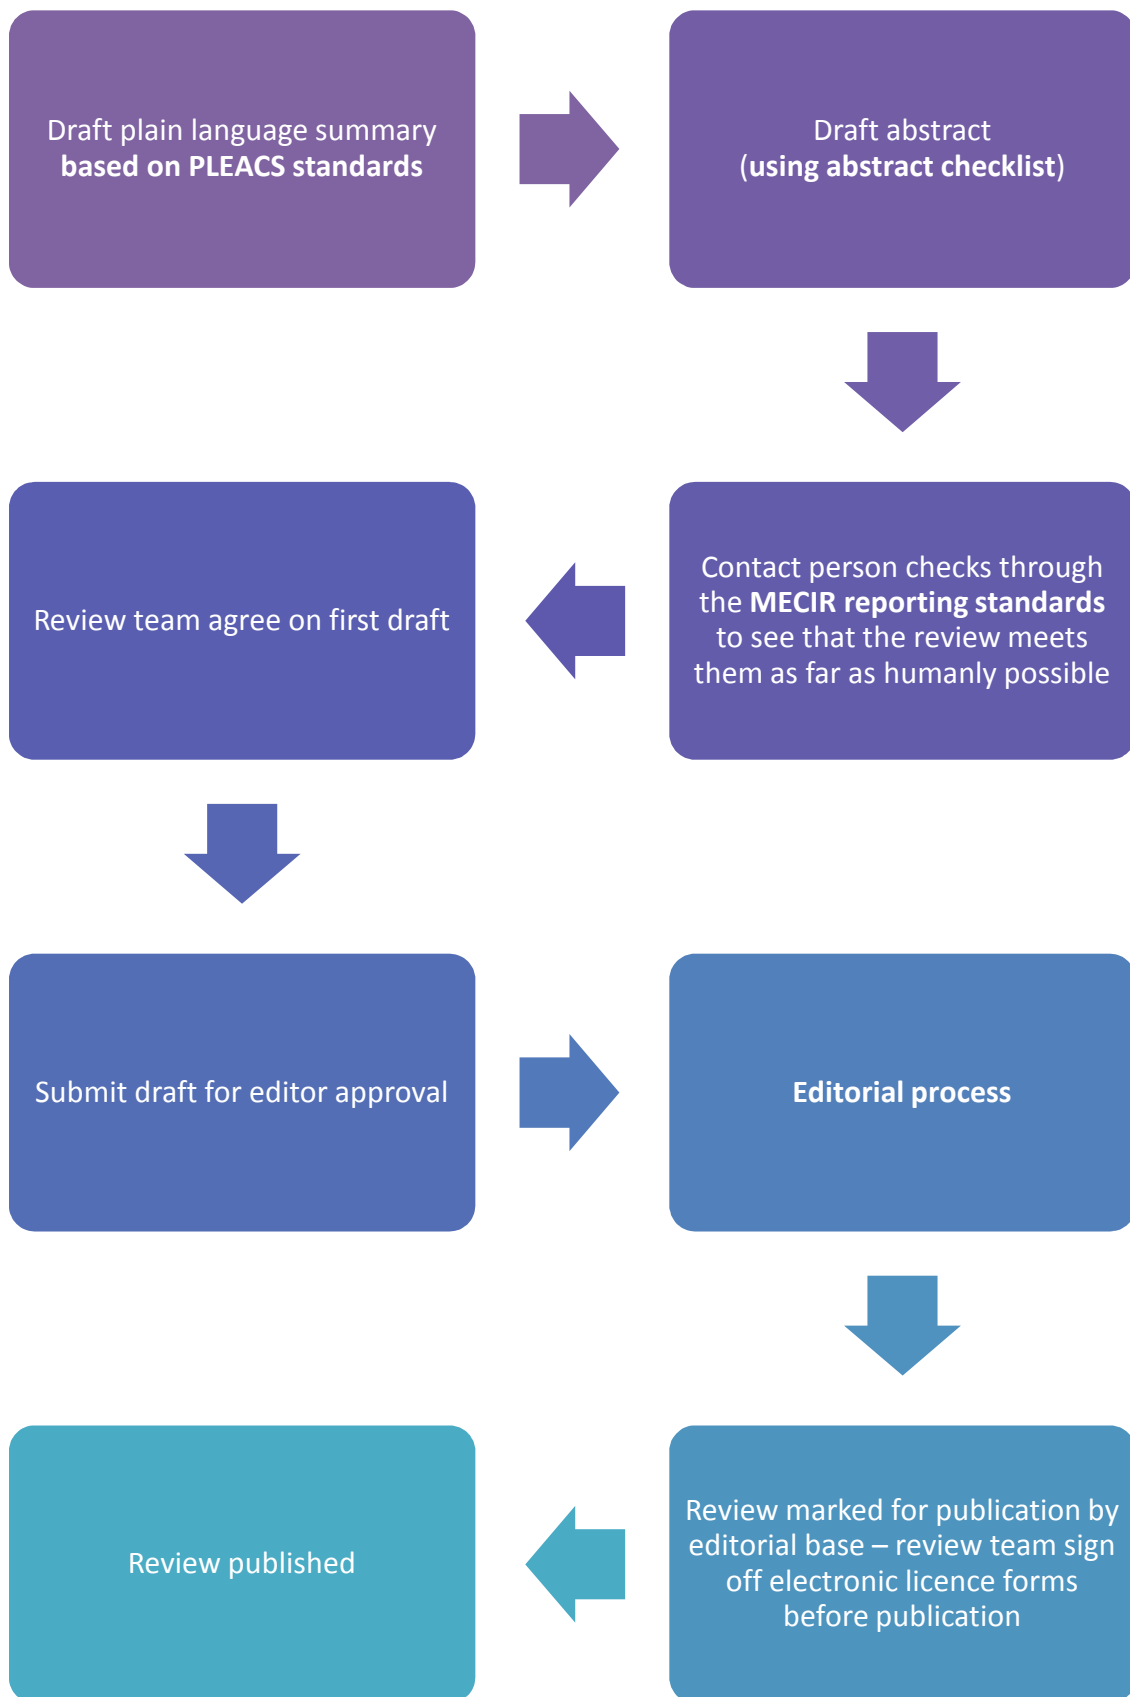 Draft plain language summary
based on PLEACS standards
Draft abstract
(using abstract checklist)
Contact person checks through
the MECIR reporting standards
to see that the review meets
them as far as humanly possible
Review team agree on first draft
Submit draft for editor approval
Editorial process
Review marked for publication by
editorial base – review team sign
off electronic licence forms
before publication
Review published